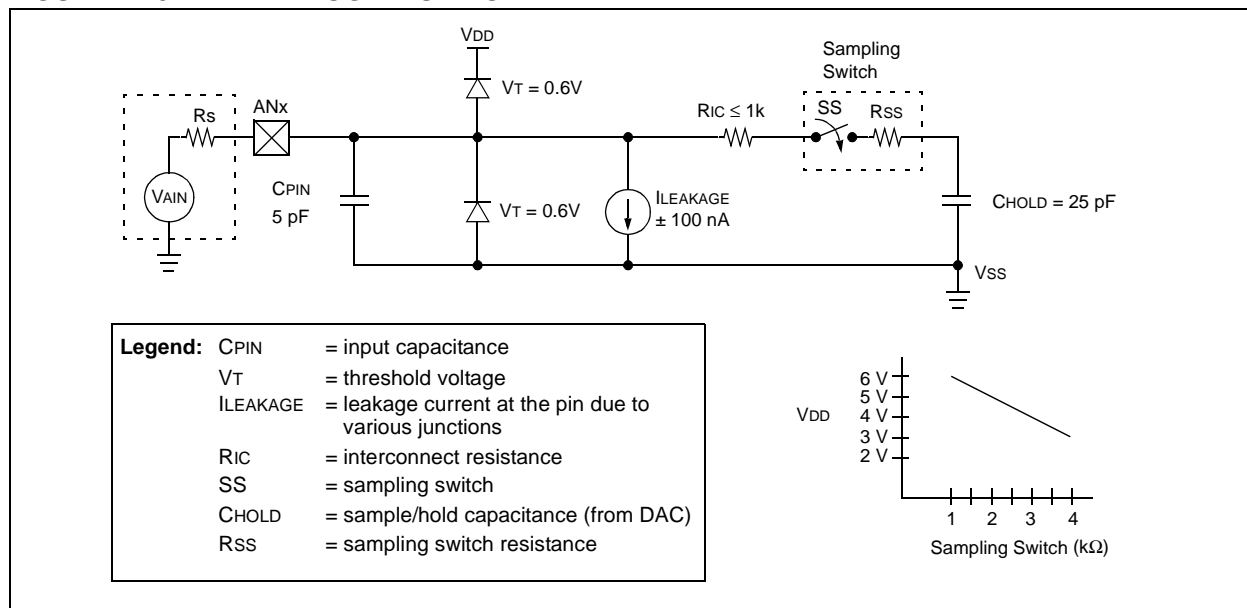 VDD
Sampling
Switch
VT = 0.6V
RS
ANx
RIC ≤ 1k
SS
RSS
VAIN
CPIN
5 pF
VT = 0.6V
ILEAKAGE
± 100 nA
CHOLD = 25 pF
VSS
Legend: CPIN = input capacitance
VT = threshold voltage
ILEAKAGE = leakage current at the pin due to
various junctions
RIC = interconnect resistance
SS = sampling switch
CHOLD = sample/hold capacitance (from DAC)
RSS = sampling switch resistance
VDD
6 V
5 V
4 V
3 V
2 V
1 2 3 4
Sampling Switch (kΩ)